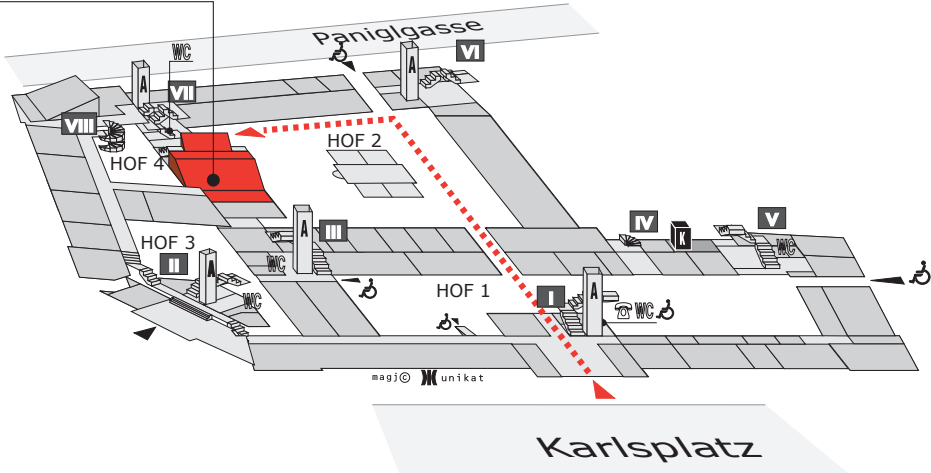 Paniglgasse
WC
A
VI
A
VII
VIII
HOF 2
HOF 4
A
III
IV
K
V
WC
HOF 3
II
A
WC
WC
HOF 1
I
A
WC
magj© unikat
Karlsplatz